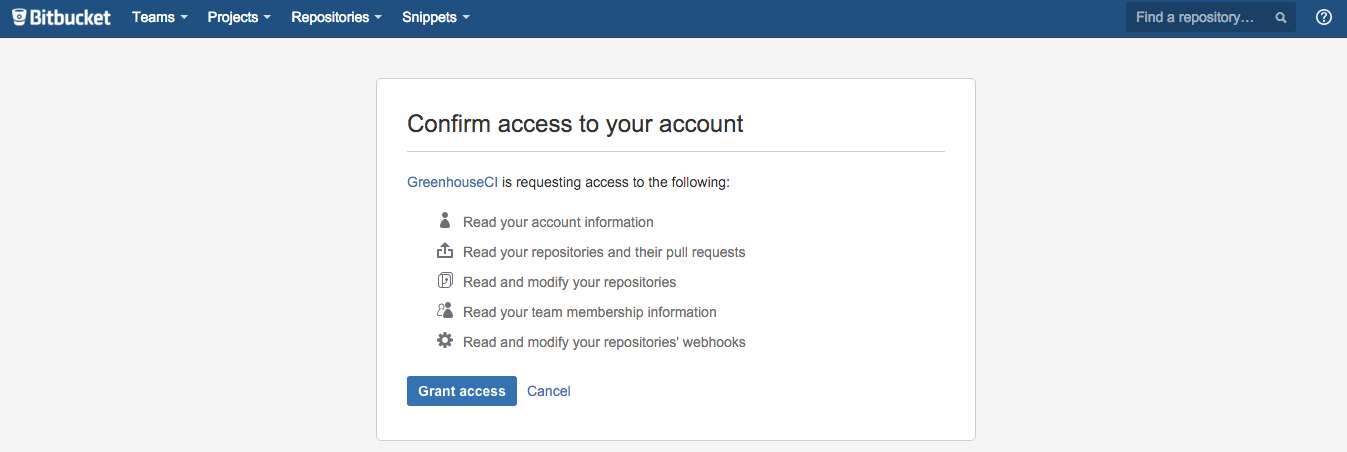 Bitbucket Teams Projects Repositories Snippets Find a repository...
Confirm access to your account
GreenhouseCI is requesting access to the following:
Read your account information
Read your repositories and their pull requests
Read and modify your repositories
Read your team membership information
Read and modify your repositories' webhooks
Grant access Cancel